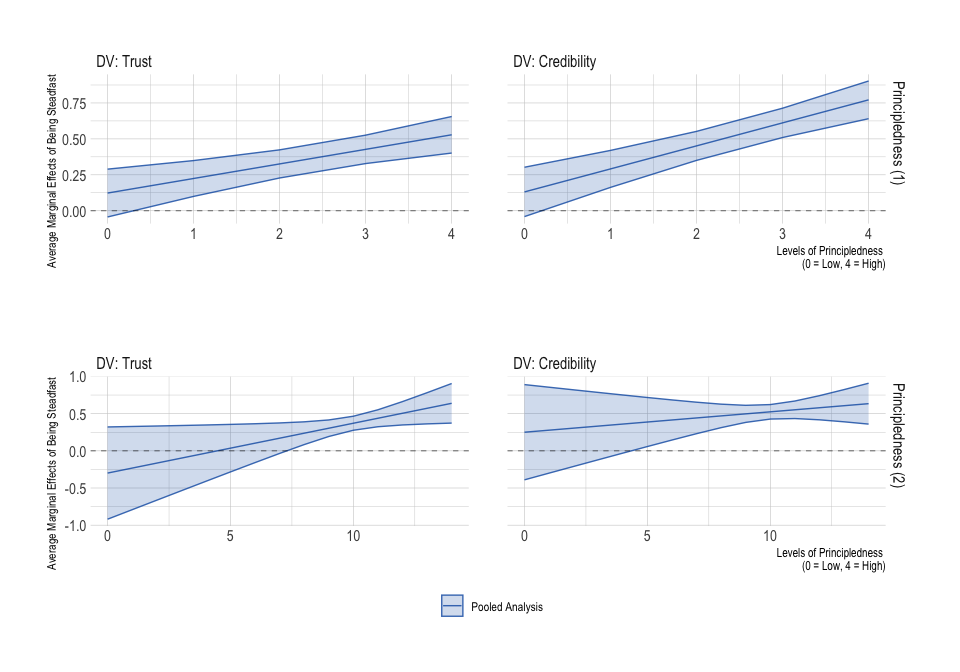 DV: Trust
DV: Credibility
Average Marginal Effects of Being Steadfast
0.75
0.50
0.25
0.00
0 1 2 3 4
0 1 2 3 4
Principledness (1)
Levels of Principledness
(0 = Low, 4 = High)
DV: Trust
DV: Credibility
Average Marginal Effects of Being Steadfast
1.0
0.5
0.0
-0.5
-1.0
0 5 10
0 5 10
Principledness (2)
Levels of Principledness
(0 = Low, 4 = High)
Pooled Analysis